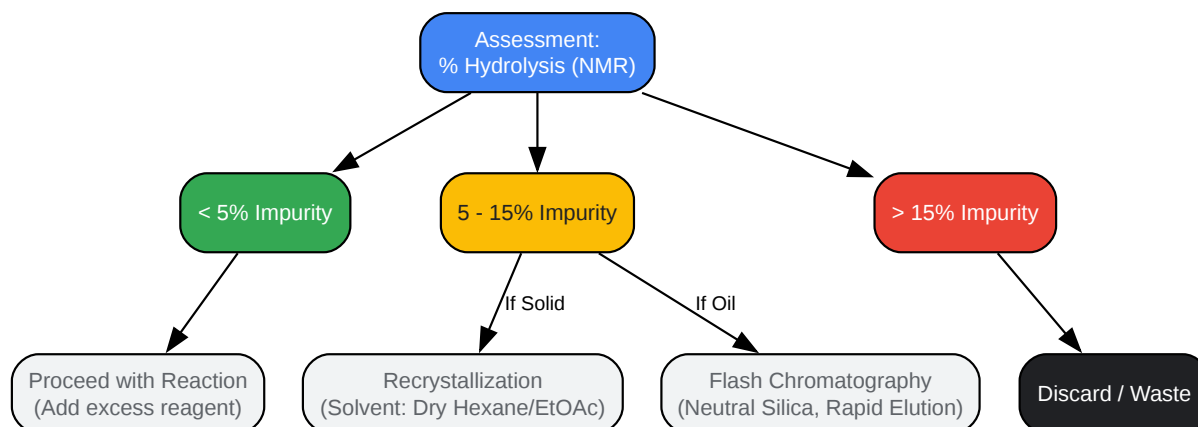 Assessment:
% Hydrolysis (NMR)
< 5% Impurity
5 - 15% Impurity
> 15% Impurity
If Solid
If Oil
Proceed with Reaction
(Add excess reagent)
Recrystallization
(Solvent: Dry Hexane/EtOAc)
Flash Chromatography
(Neutral Silica, Rapid Elution)
Discard / Waste